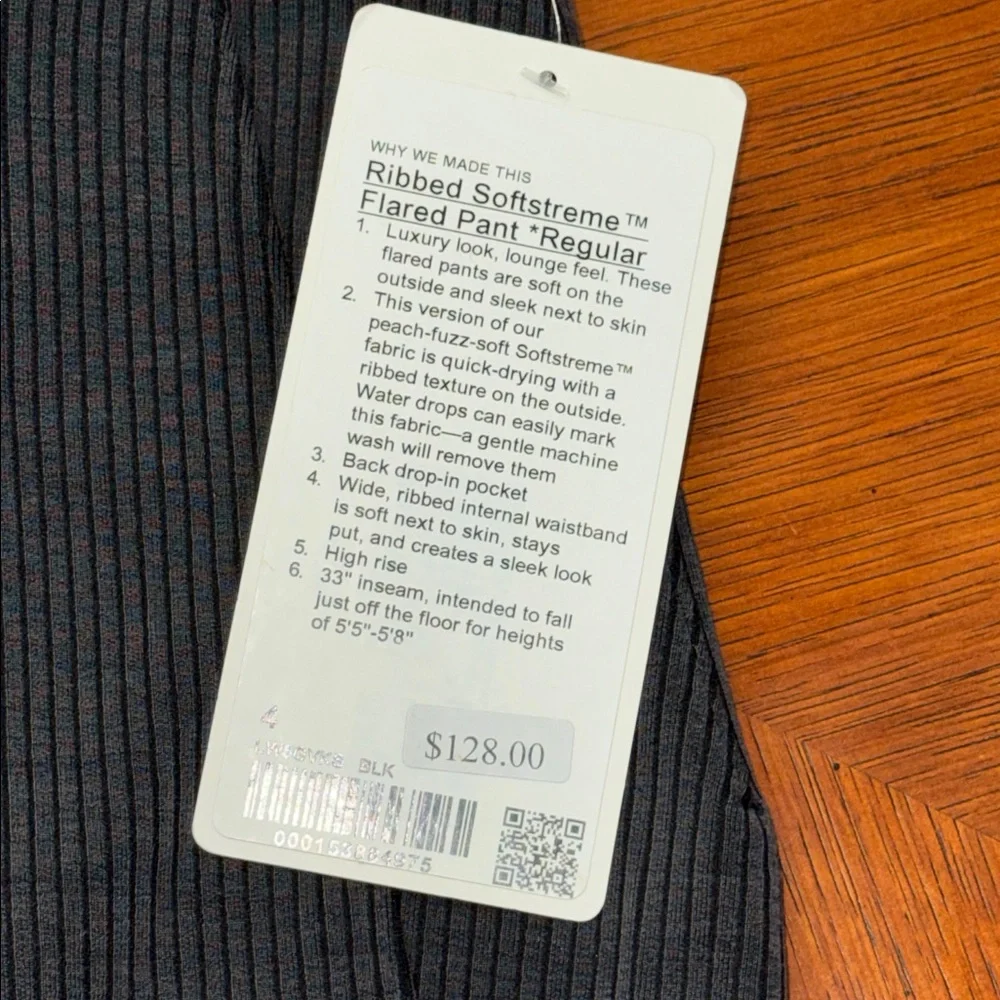 WHY WE MADE THIS
Ribbed Softstreme™
Flared Pant *Regular
1. Luxury look, lounge feel. These
flared pants are soft on the
outside and sleek next to skin
2. This version of our
peach-fuzz-soft Softstreme™
fabric is quick-drying with a
ribbed texture on the outside.
Water drops can easily mark
this fabric—a gentle machine
wash will remove them
3. Back drop-in pocket
4. Wide, ribbed internal waistband
is soft next to skin, stays
put, and creates a sleek look
5. High rise
6. 33" inseam, intended to fall
just off the floor for heights
of 5'5"-5'8"
4
$128.00
BLK